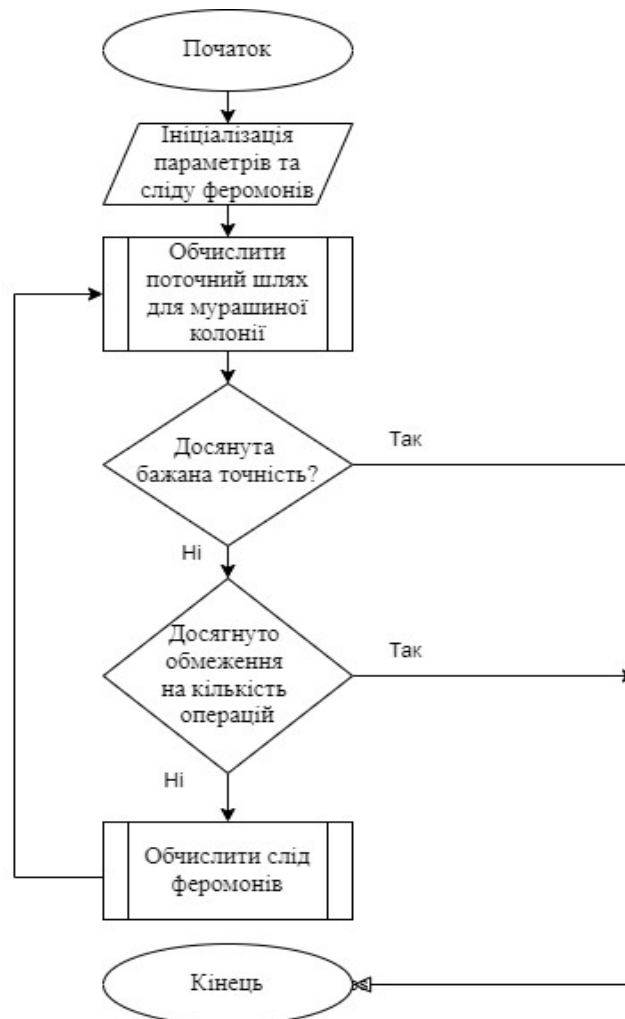 Початок
Ініціалізація
параметрів та
сліду феромонів
Обчислити
поточний шлях
для мурашиної
колонії
Досянута
бажана точність?
Так
Ні
Досягнуто
обмеження
на кількість
операцій
Так
Ні
Обчислити слід
феромонів
Кінець